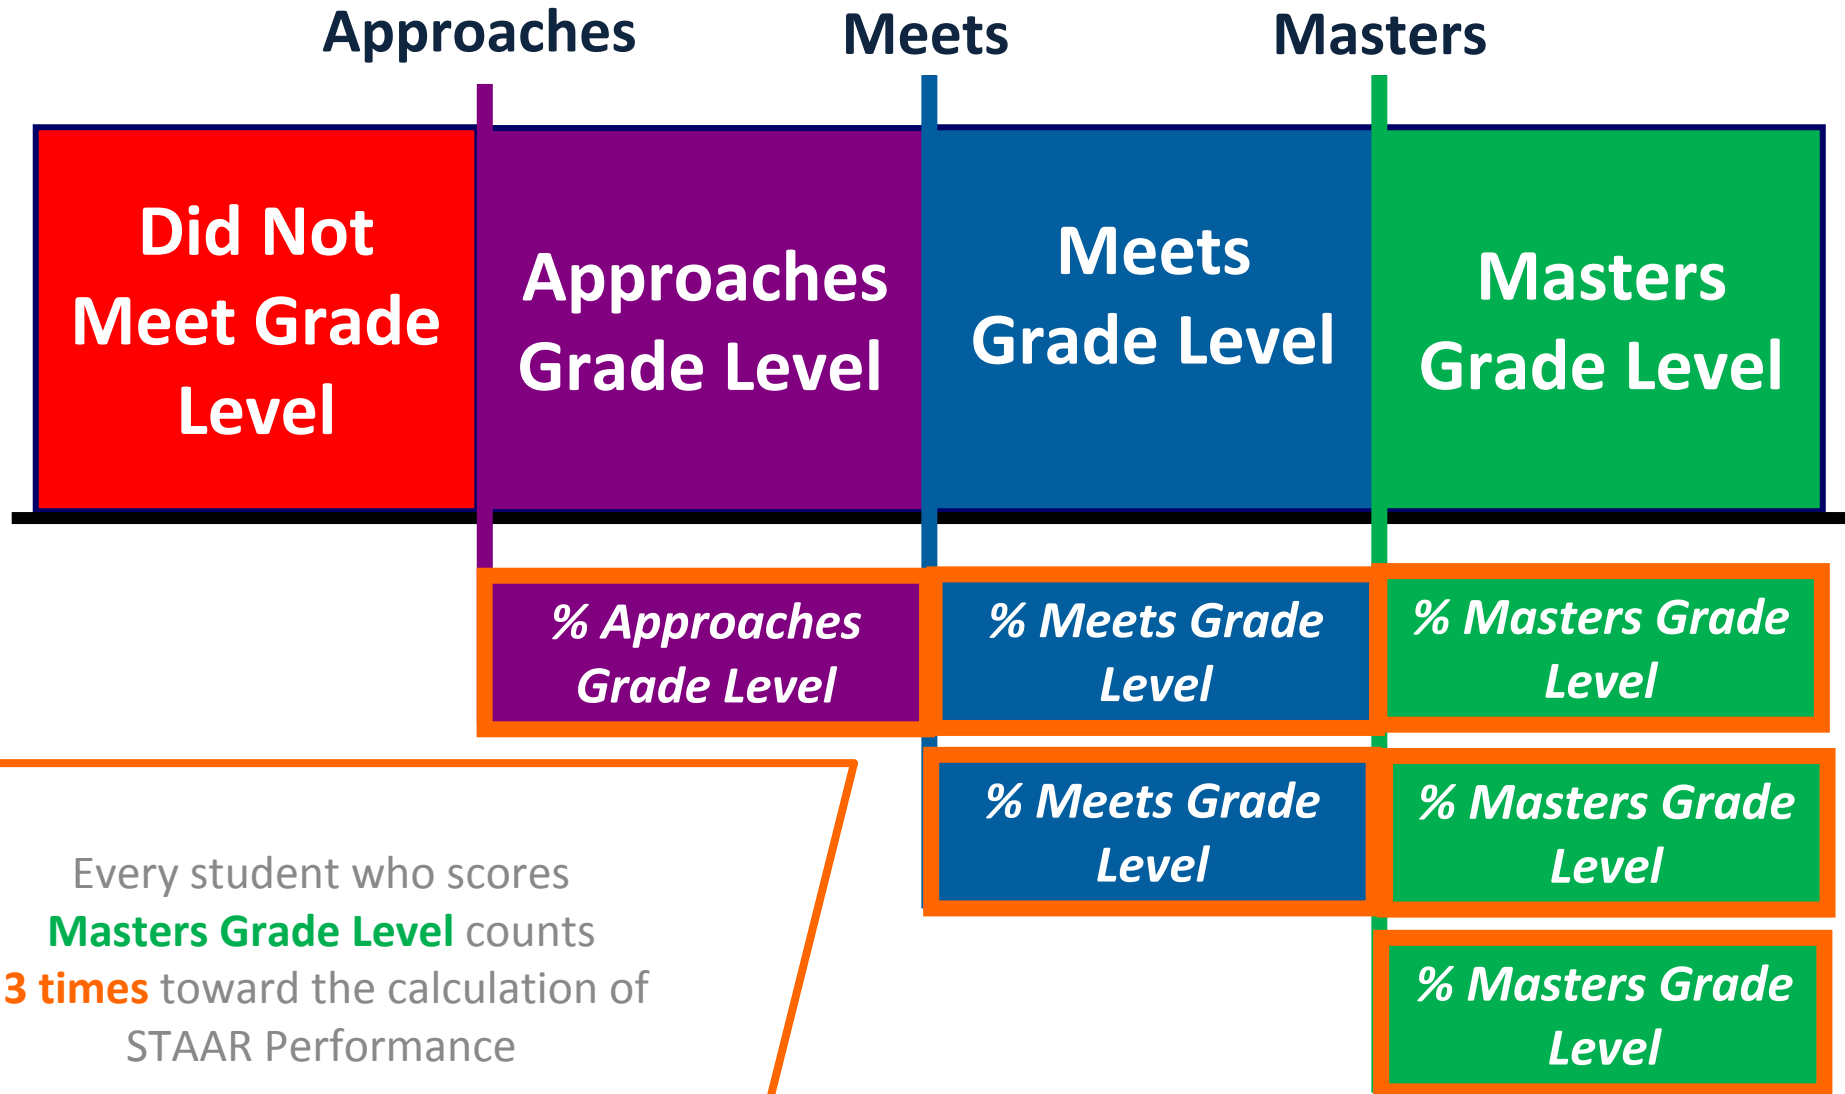 Approaches
Meets
Masters
Did Not
Meet Grade
Level
Approaches
Grade Level
Meets
Grade Level
Masters
Grade Level
% Approaches
Grade Level
% Meets Grade
Level
% Masters Grade
Level
% Meets Grade
Level
% Masters Grade
Level
% Masters Grade
Level
Every student who scores
Masters Grade Level counts
3 times toward the calculation of
STAAR Performance